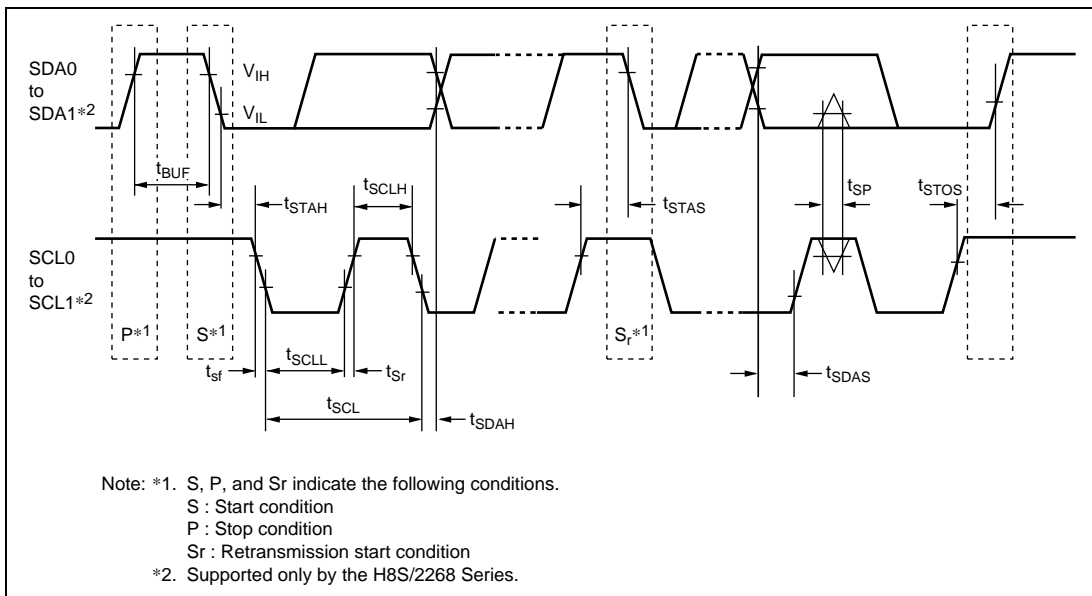 SDA0
to
SDA1*2
VIH
VIL
tBUF
tSTAH
tSCLH
tSTAS
tSP
tSTOS
SCL0
to
SCL1*2
P*1
S*1
Sr*1
tsf
tSCLL
tSr
tSDAS
tSCL
tSDAH
Note: *1. S, P, and Sr indicate the following conditions.
S : Start condition
P : Stop condition
Sr : Retransmission start condition
*2. Supported only by the H8S/2268 Series.